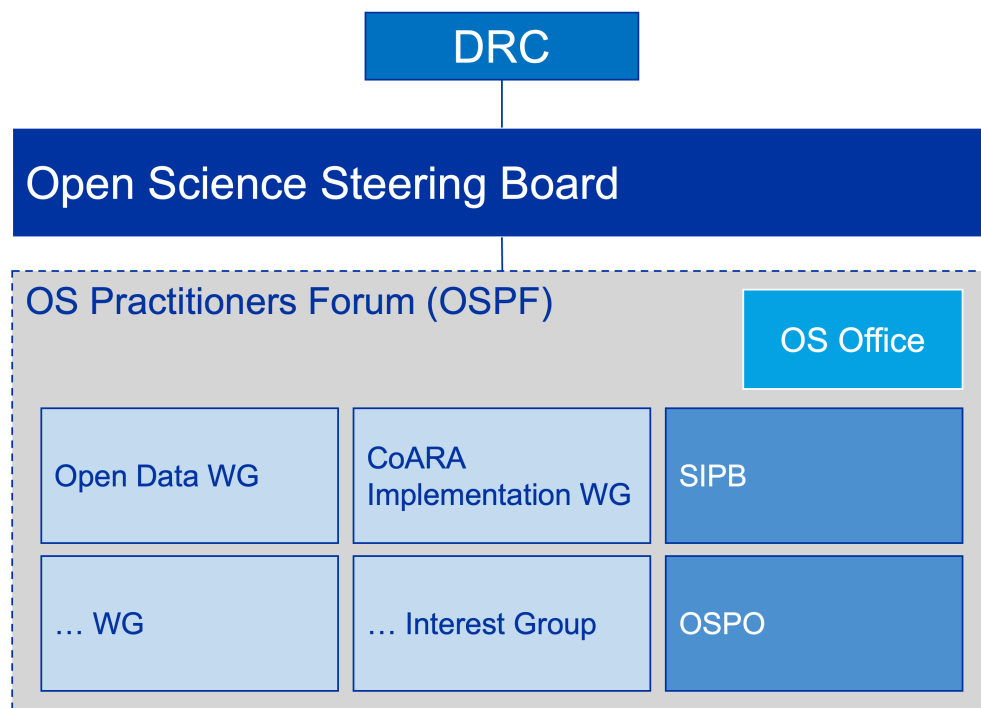 DRC
Open Science Steering Board
OS Practitioners Forum (OSPF)
OS Office
Open Data WG
CoARA
Implementation WG
SIPB
… WG
… Interest Group
OSPO